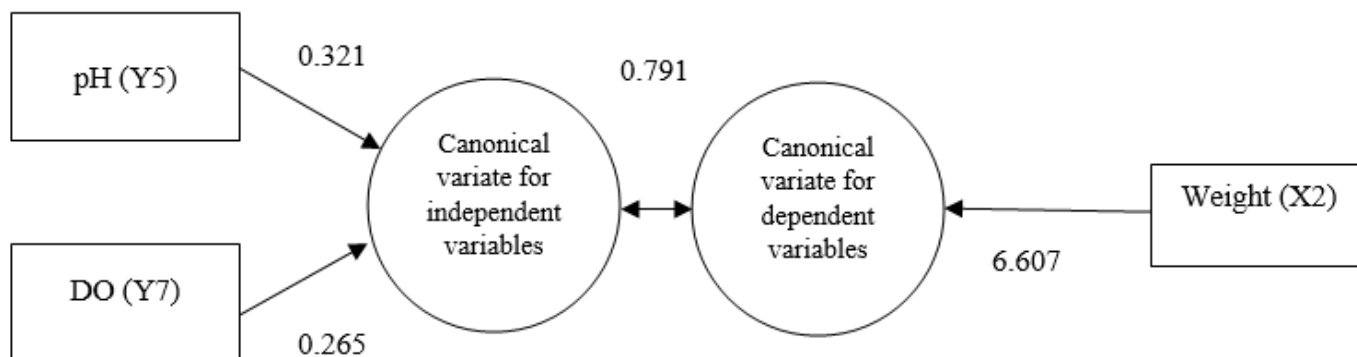 pH (Y5)
0.321
0.791
Canonical
variate for
independent
variables
Canonical
variate for
dependent
variables
Weight (X2)
6.607
DO (Y7)
0.265